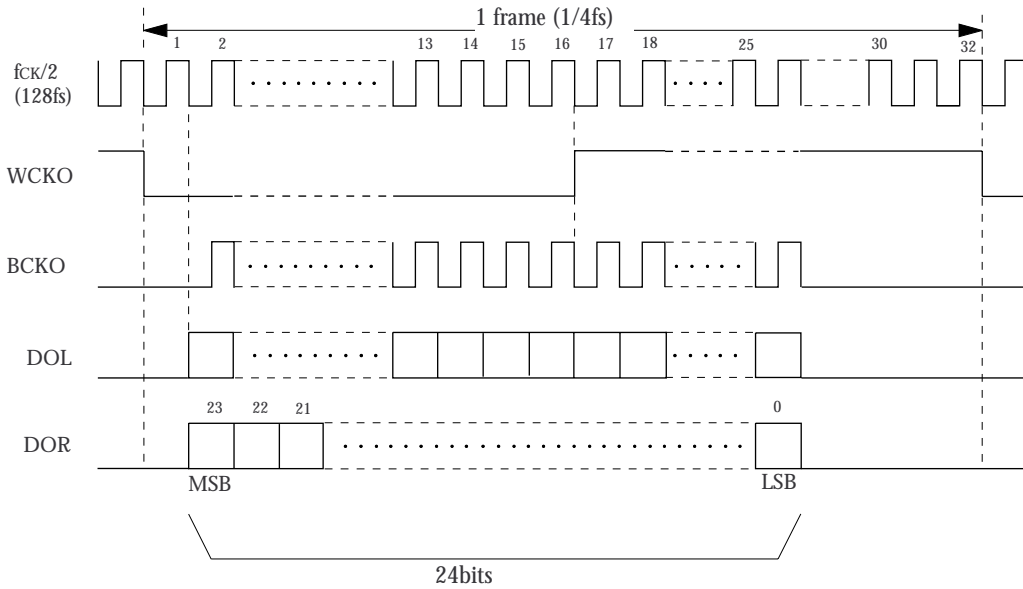 1 frame (1/4fs)
1 2 13 14 15 16 17 18 25 30 32
fCK/2
(128fs)
WCKO
BCKO
DOL
23 22 21 0
DOR
MSB LSB
24bits